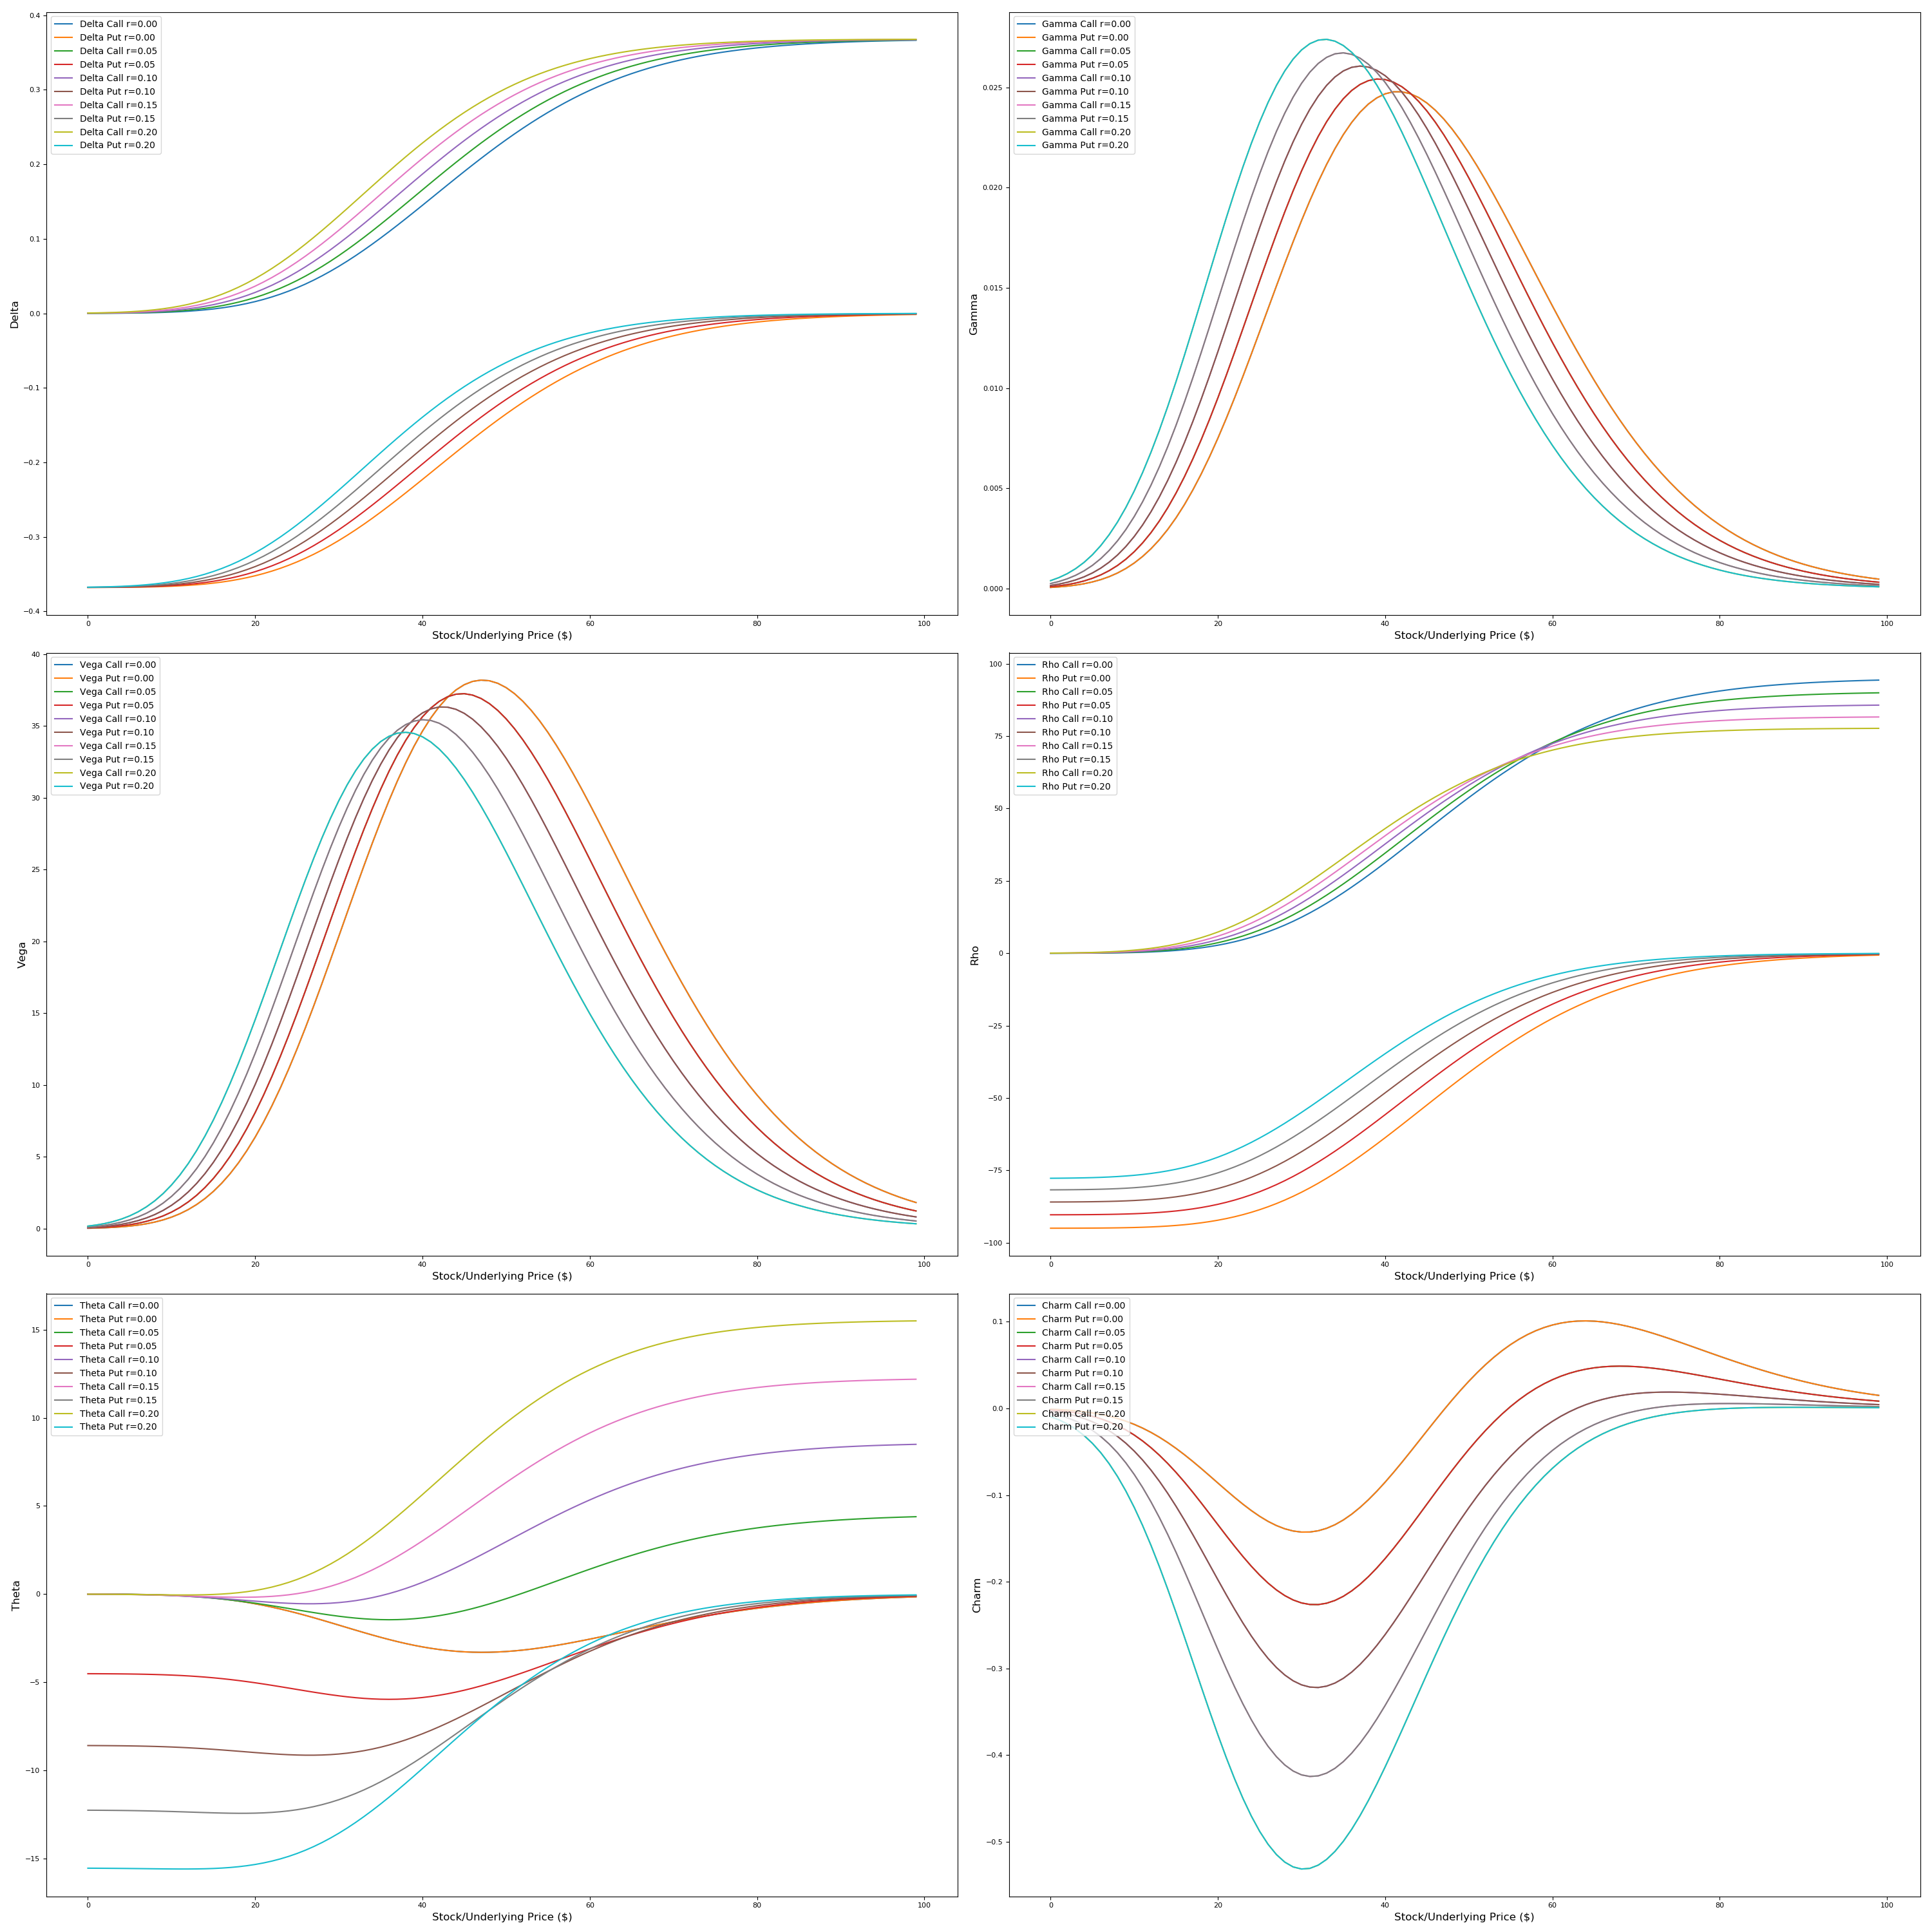 Delta Call r=0.00
Delta Put r=0.00
Delta Call r=0.05
Delta Put r=0.05
Delta Call r=0.10
Delta Put r=0.10
Delta Call r=0.15
Delta Put r=0.15
Delta Call r=0.20
Delta Put r=0.20
0.4
0.3
0.2
0.1
0.0
−0.1
−0.2
−0.3
−0.4
Delta
0 20 40 60 80 100
Stock/Underlying Price ($)
Gamma Call r=0.00
Gamma Put r=0.00
Gamma Call r=0.05
Gamma Put r=0.05
Gamma Call r=0.10
Gamma Put r=0.10
Gamma Call r=0.15
Gamma Put r=0.15
Gamma Call r=0.20
Gamma Put r=0.20
0.025
0.020
0.015
0.010
0.005
0.000
Gamma
0 20 40 60 80 100
Stock/Underlying Price ($)
Vega Call r=0.00
Vega Put r=0.00
Vega Call r=0.05
Vega Put r=0.05
Vega Call r=0.10
Vega Put r=0.10
Vega Call r=0.15
Vega Put r=0.15
Vega Call r=0.20
Vega Put r=0.20
40
35
30
25
20
15
10
5
0
Vega
0 20 40 60 80 100
Stock/Underlying Price ($)
Rho Call r=0.00
Rho Put r=0.00
Rho Call r=0.05
Rho Put r=0.05
Rho Call r=0.10
Rho Put r=0.10
Rho Call r=0.15
Rho Put r=0.15
Rho Call r=0.20
Rho Put r=0.20
100
75
50
25
0
−25
−50
−75
−100
Rho
0 20 40 60 80 100
Stock/Underlying Price ($)
Theta Call r=0.00
Theta Put r=0.00
Theta Call r=0.05
Theta Put r=0.05
Theta Call r=0.10
Theta Put r=0.10
Theta Call r=0.15
Theta Put r=0.15
Theta Call r=0.20
Theta Put r=0.20
15
10
5
0
−5
−10
−15
Theta
0 20 40 60 80 100
Stock/Underlying Price ($)
Charm Call r=0.00
Charm Put r=0.00
Charm Call r=0.05
Charm Put r=0.05
Charm Call r=0.10
Charm Put r=0.10
Charm Call r=0.15
Charm Put r=0.15
Charm Call r=0.20
Charm Put r=0.20
0.1
0.0
−0.1
−0.2
−0.3
−0.4
−0.5
Charm
0 20 40 60 80 100
Stock/Underlying Price ($)